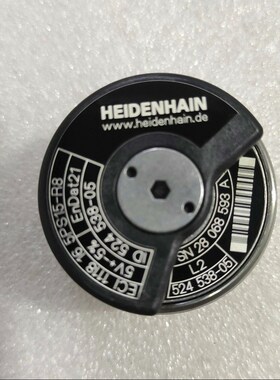 HEIDENHAIN
www.heidenhain.de
ECI 1118 16 5PS15-R8
5V+-5% EnDat21
ID 524 538-05
SN 28 068 593 A
L2
524 538-05